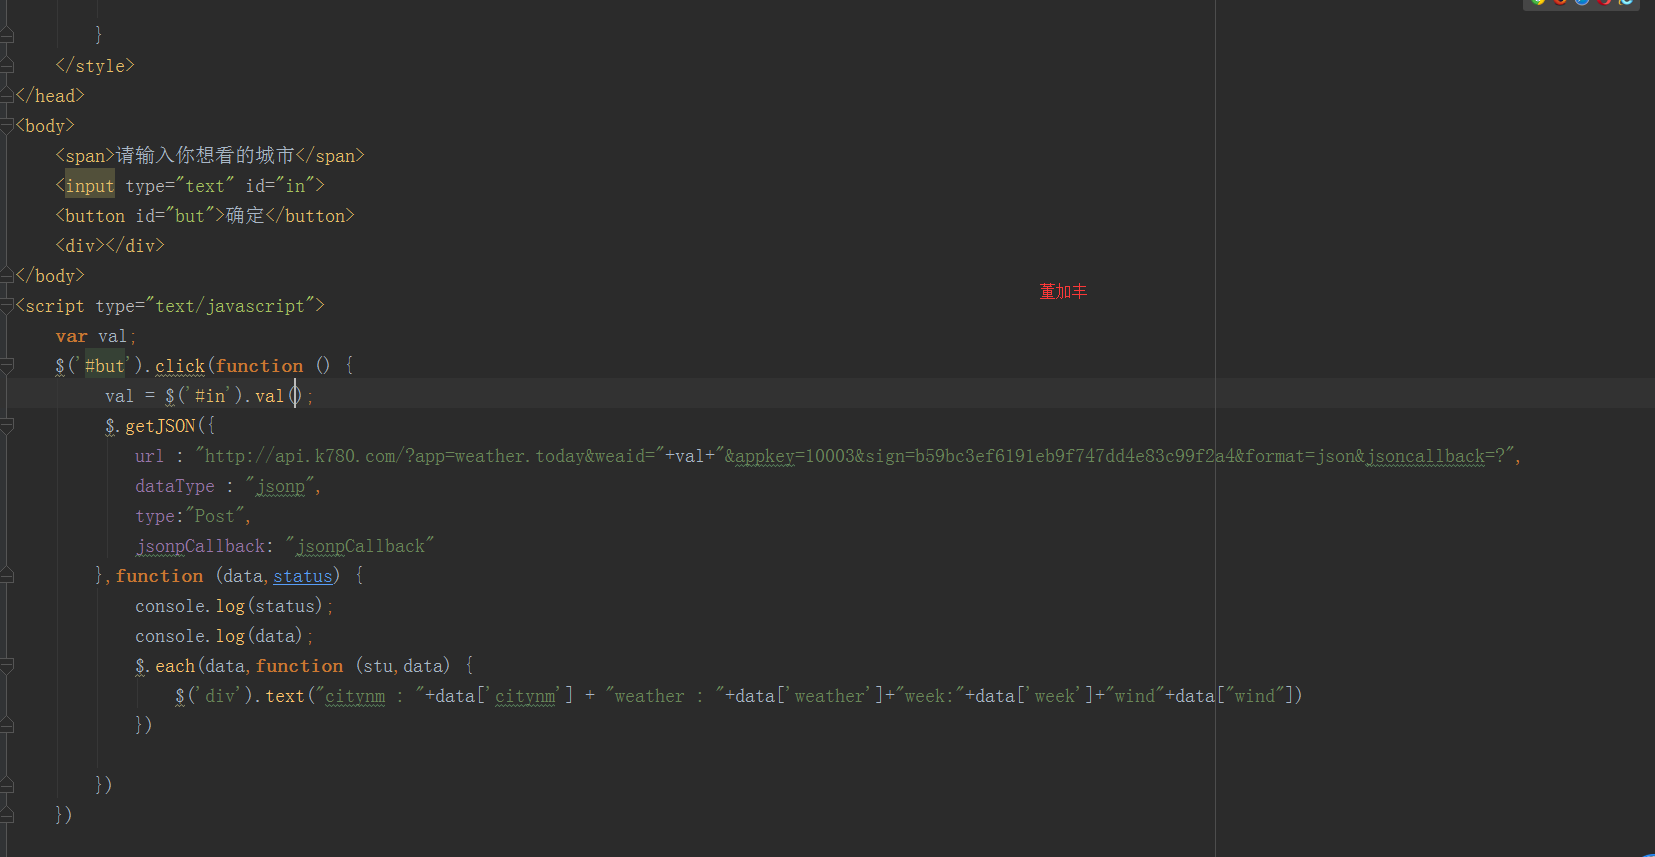 }
</style>
</head>
<body>
<span>请输入你想看的城市</span>
<input type="text" id="in">
<button id="but">确定</button>
<div></div>
</body>
<script type="text/javascript">
董加丰
var val;
$('#but').click(function () {
val = $('#in').val();
$.getJSON({
url : "http://api.k780.com/?app=weather.today&weaid="+val+"&appkey=10003&sign=b59bc3ef6191eb9f747dd4e83c99f2a4&format=json&jsoncallback=?",
dataType : "jsonp",
type:"Post",
jsonpCallback: "jsonpCallback"
},function (data,status) {
console.log(status);
console.log(data);
$.each(data,function (stu,data) {
$('div').text("citynm : "+data['citynm'] + "weather : "+data['weather']+"week:"+data['week']+"wind"+data["wind"])
})
})
})